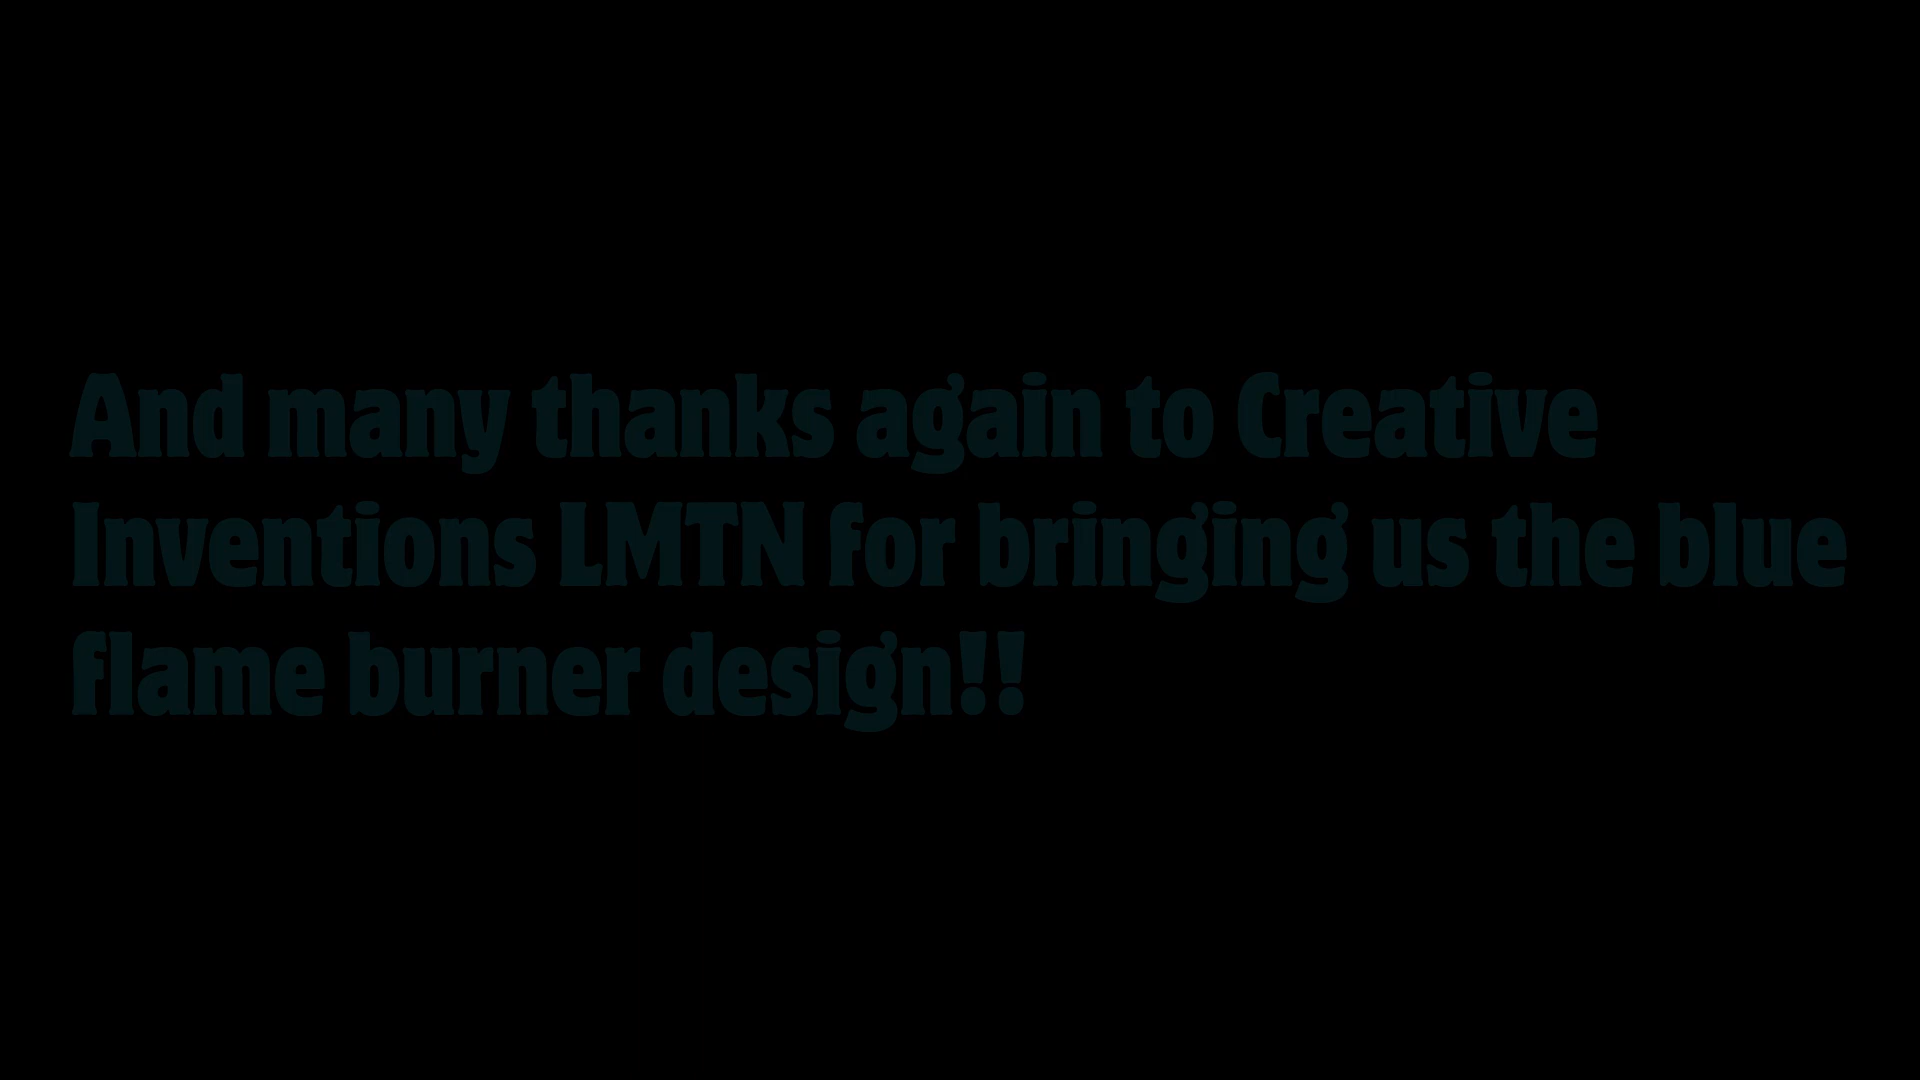 And many thanks again to Creative
Inventions LMTN for bringing us the blue
flame burner design!!